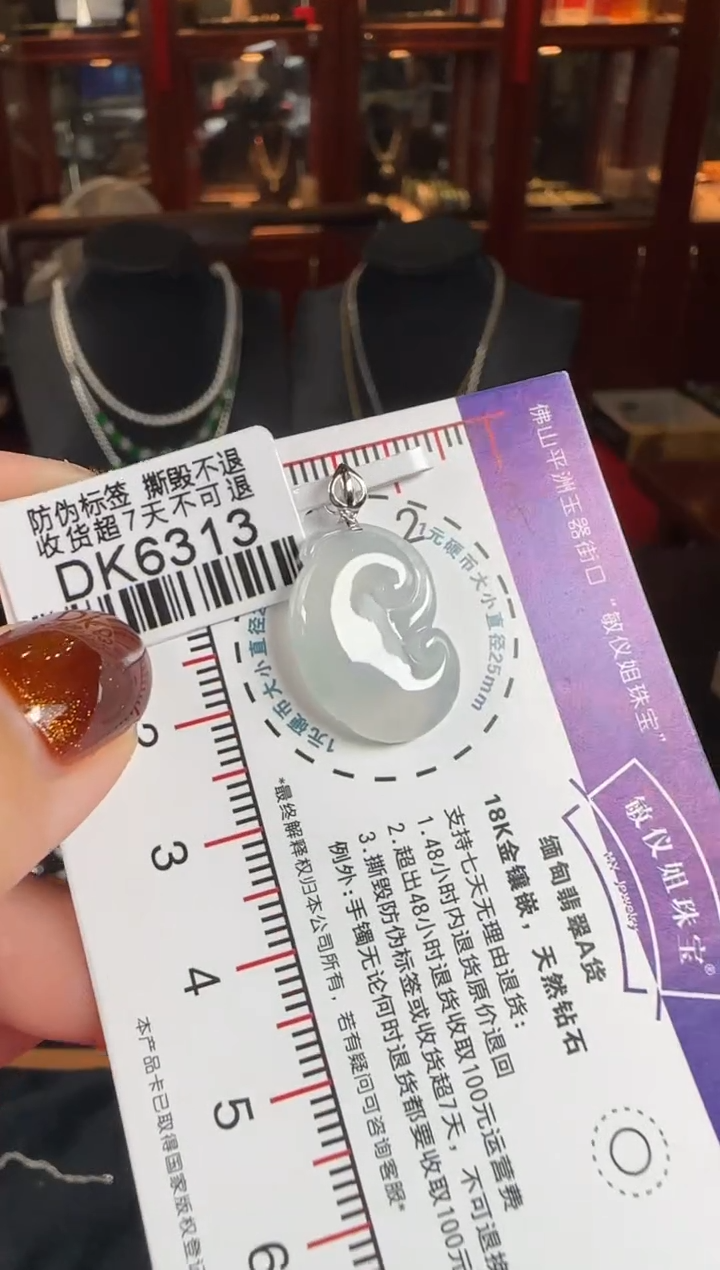 防伪标签 撕毁不退
收货超7天不可退
DK6313
2
1元硬币大小直径25mm
1元硬币大小直径2
2
3
4
5
6
佛山平洲玉器街口 “敏仪姐珠宝”
敏仪姐珠宝®
MY Jewelry
缅甸翡翠A货
18K金镶嵌，天然钻石
支持七天无理由退货：
1.48小时内退货原价退回
2.超出48小时退货收取100元运营费
3.撕毁防伪标签或收货超7天，不可退换
例外：手镯无论何时退货都要收取100元
*最终解释权归本公司所有，若有疑问可咨询客服*
本产品卡已取得国家版权登记